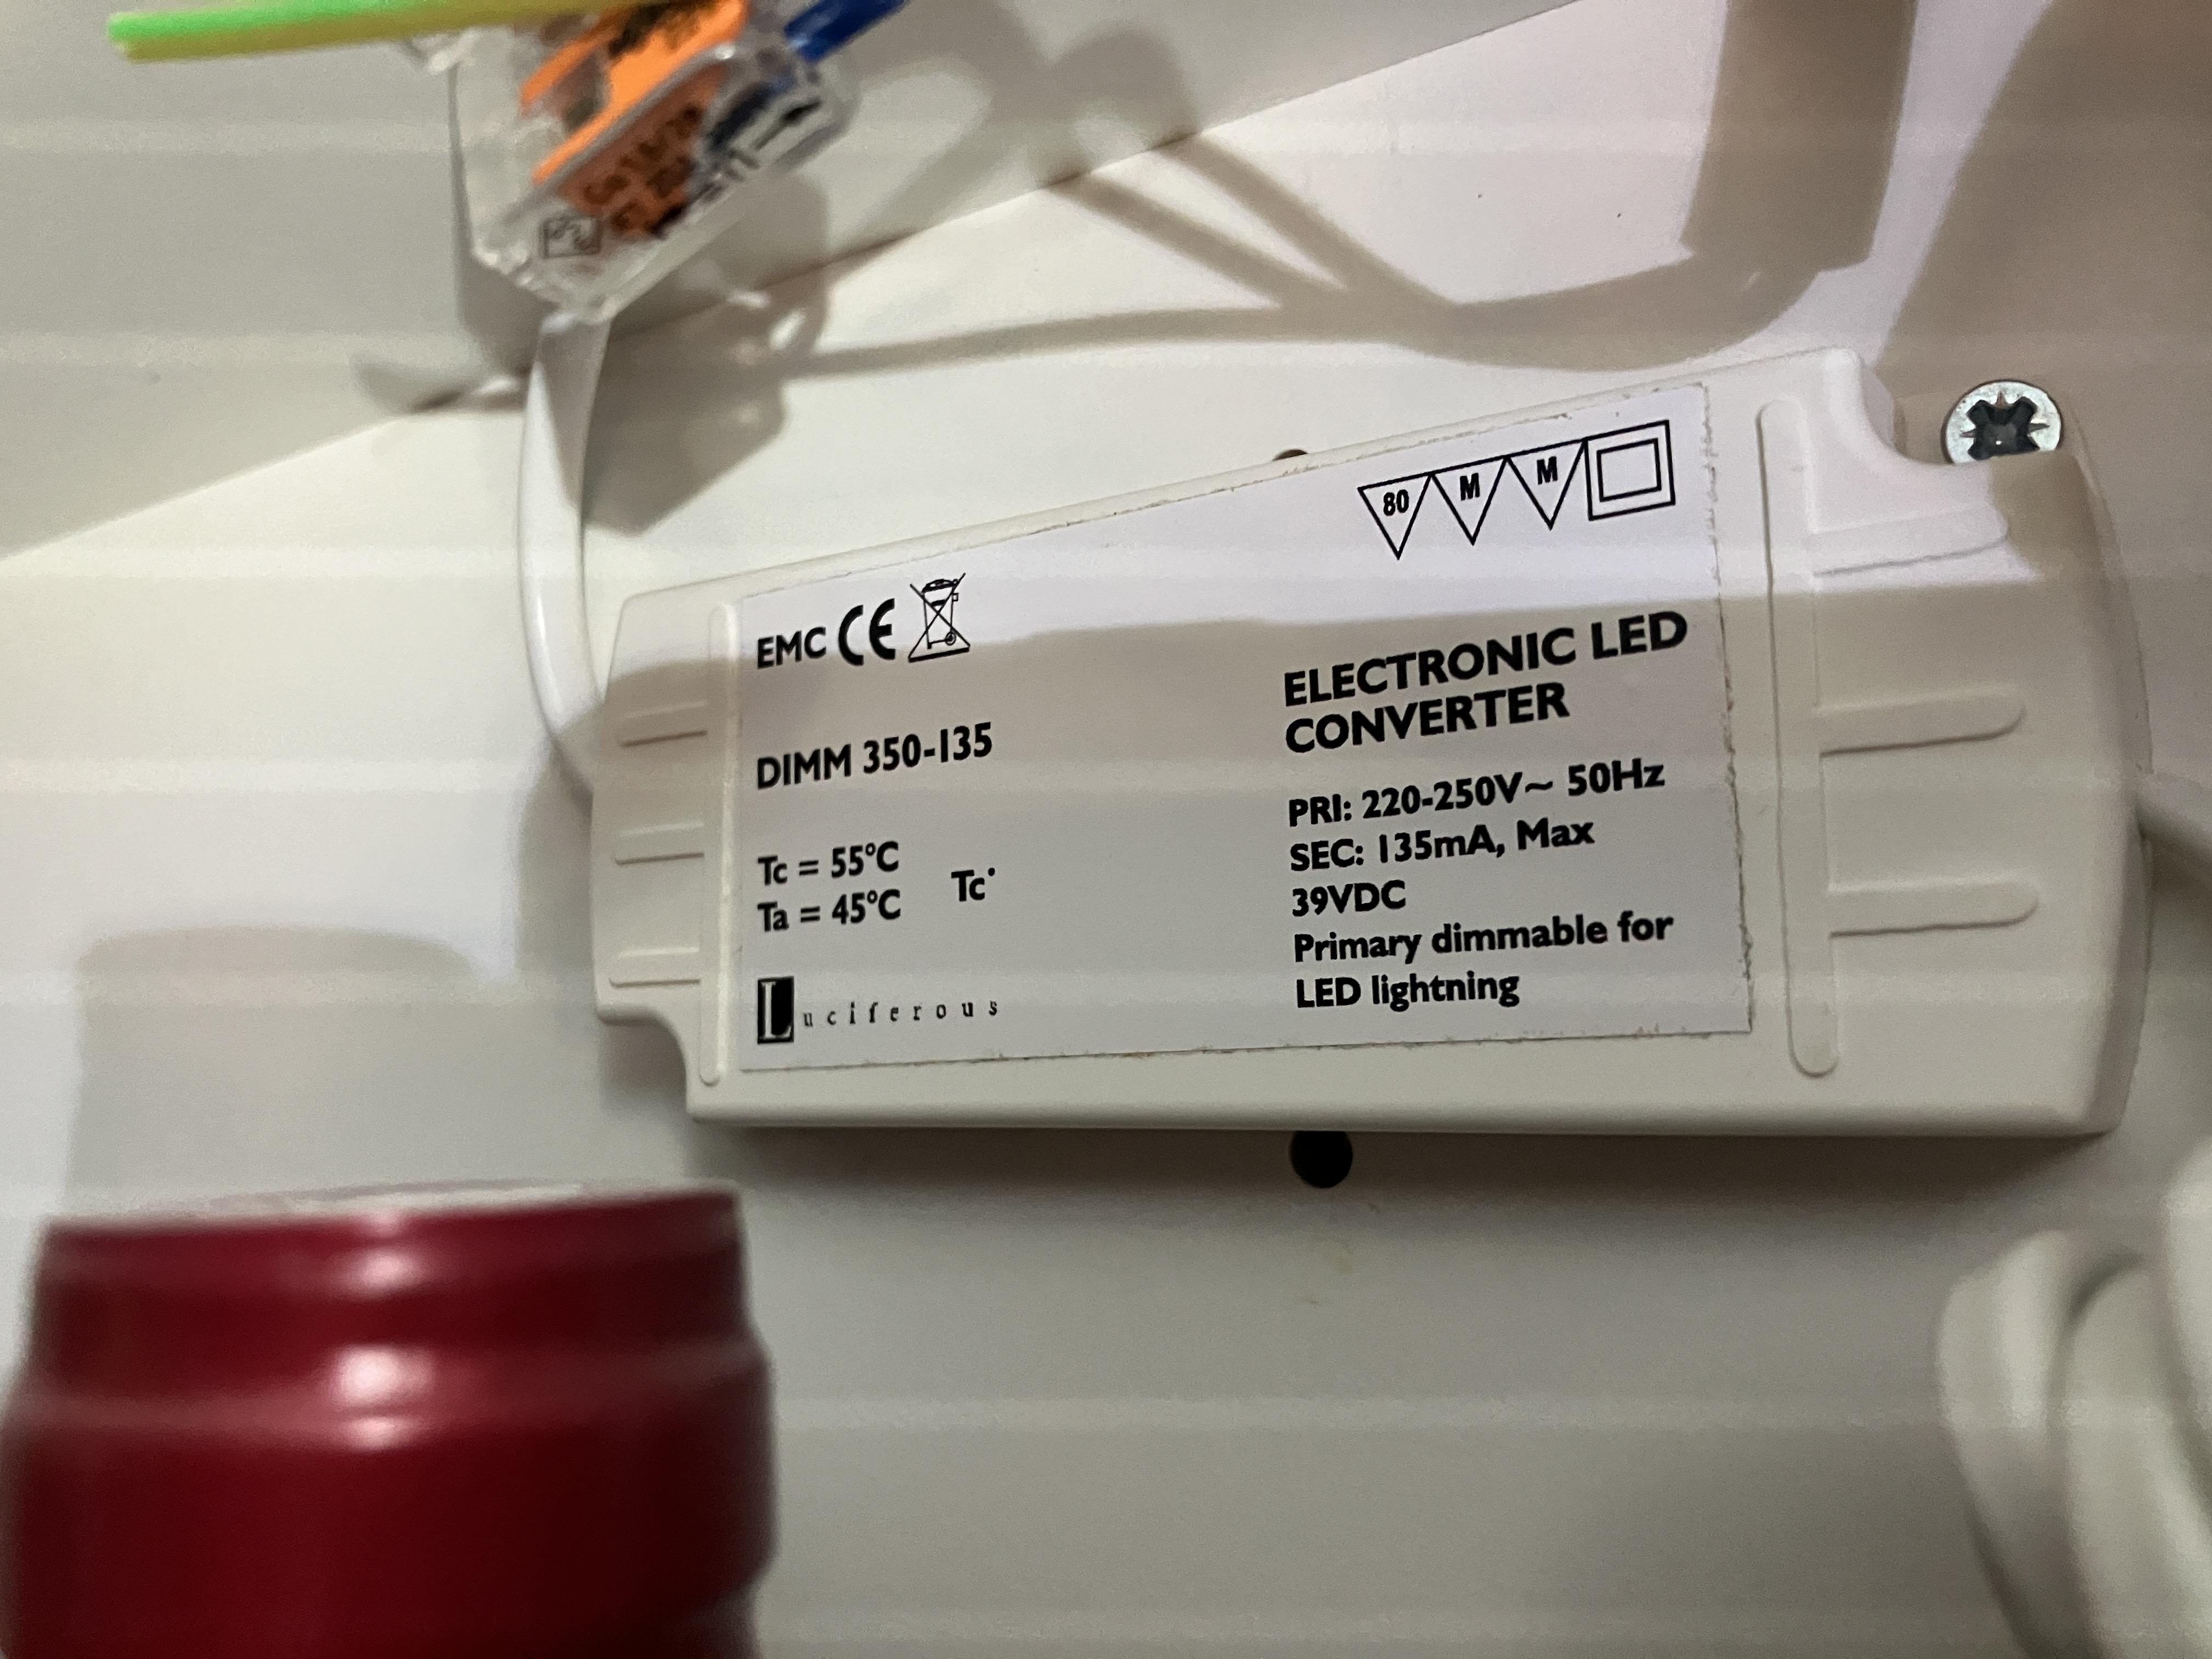 80 M M
EMC CE
DIMM 350-135
Tc = 55°C
Ta = 45°C
Tc•
Luciferous
ELECTRONIC LED
CONVERTER
PRI: 220-250V~ 50Hz
SEC: 135mA, Max
39VDC
Primary dimmable for
LED lightning